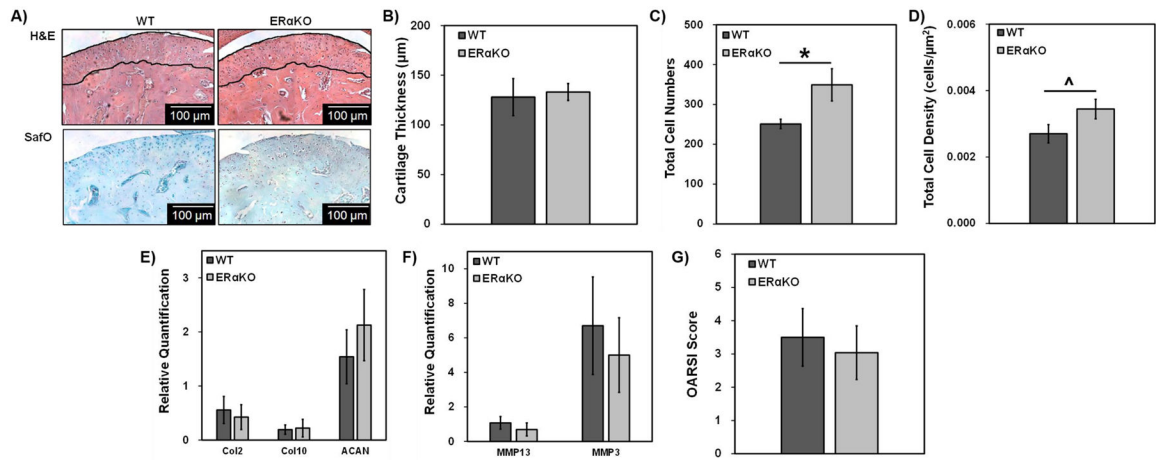 A)
WT
ERαKO
H&E
100 µm
100 µm
SafO
100 µm
100 µm
B)
Cartilage Thickness (µm)
200
150
100
50
0
WT
ERαKO
C)
Total Cell Numbers
500
400
300
200
100
0
WT
ERαKO
*
D)
Total Cell Density (cells/µm²)
0.006
0.004
0.002
0.000
WT
ERαKO
^
E)
Relative Quantification
3
2
1
0
WT
ERαKO
Col2 Col10 ACAN
F)
Relative Quantification
10
8
6
4
2
0
WT
ERαKO
MMP13 MMP3
G)
OARSI Score
6
5
4
3
2
1
0
WT
ERαKO